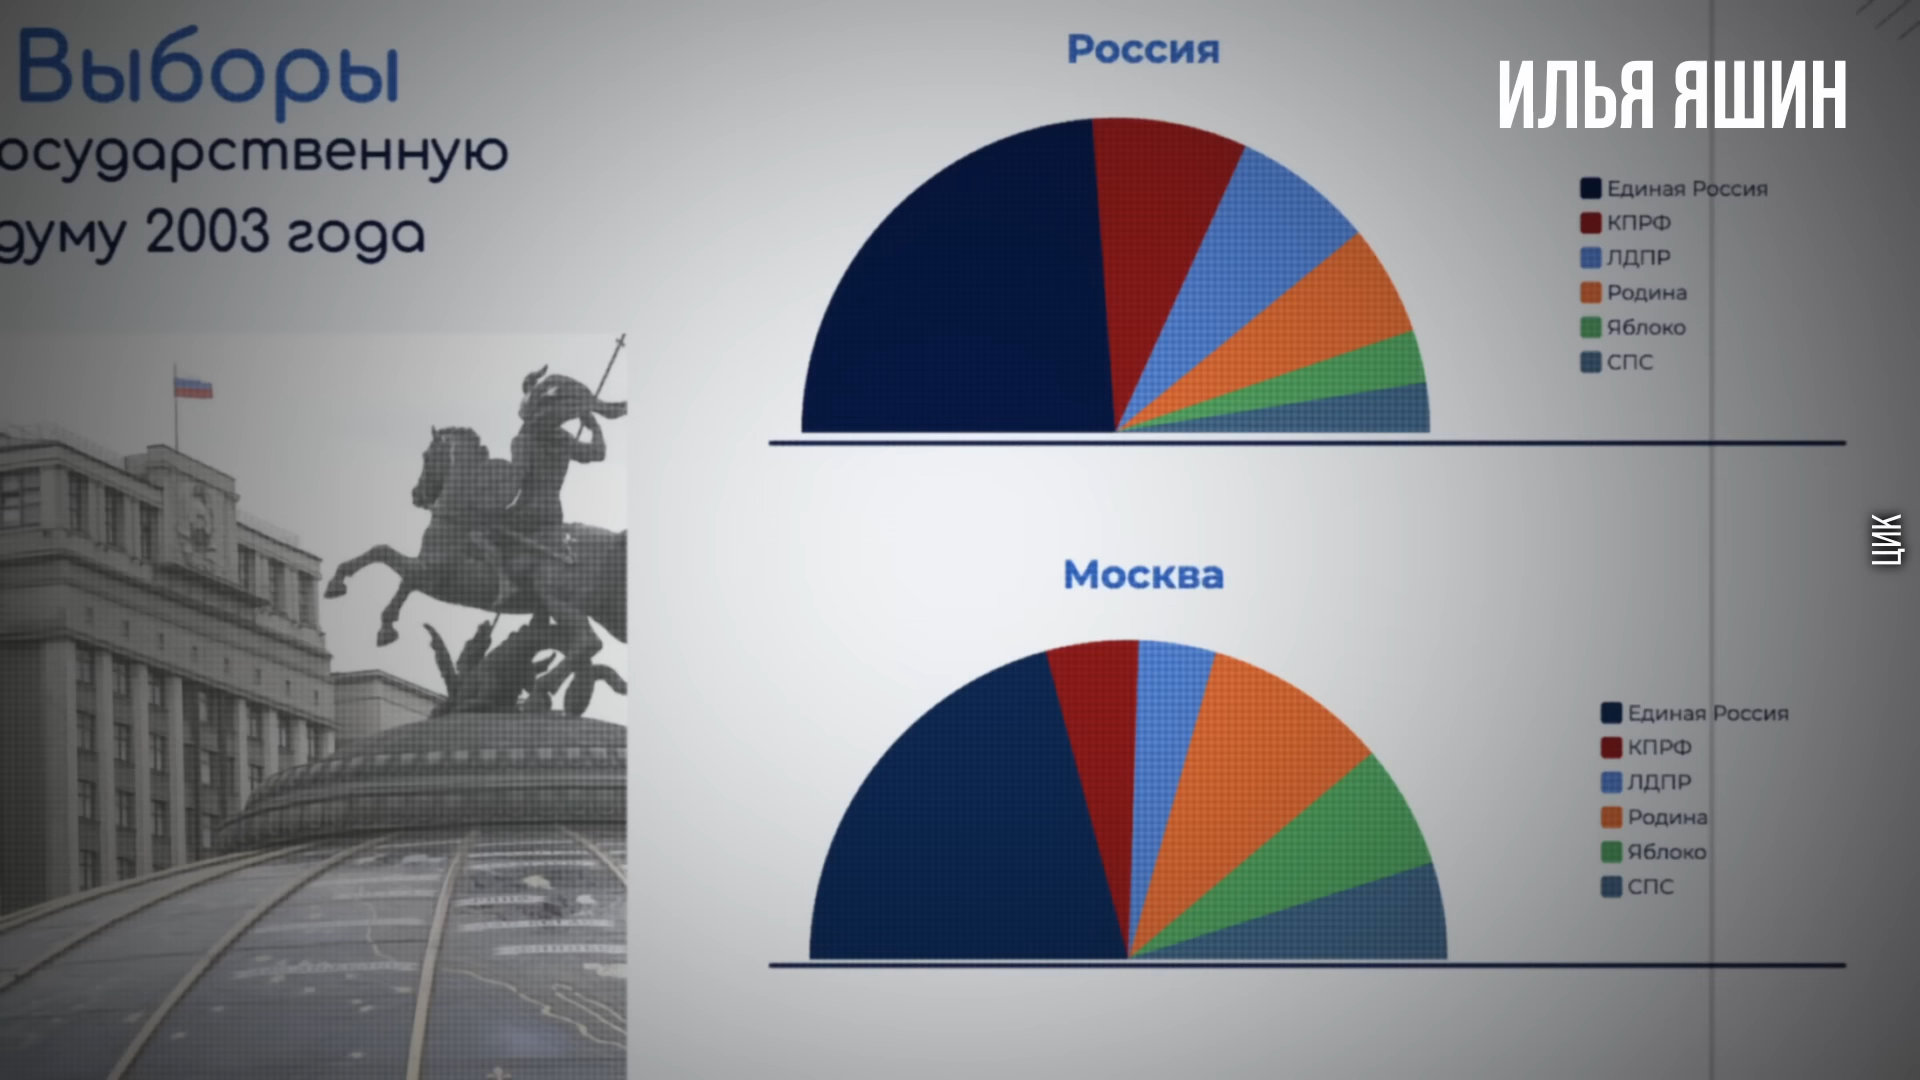 Выборы
осударственную
думу 2003 года
Россия
Единая Россия
КПРФ
ЛДПР
Родина
Яблоко
СПС
ИЛЬЯ ЯШИН
ЦИК
Москва
Единая Россия
КПРФ
ЛДПР
Родина
Яблоко
СПС